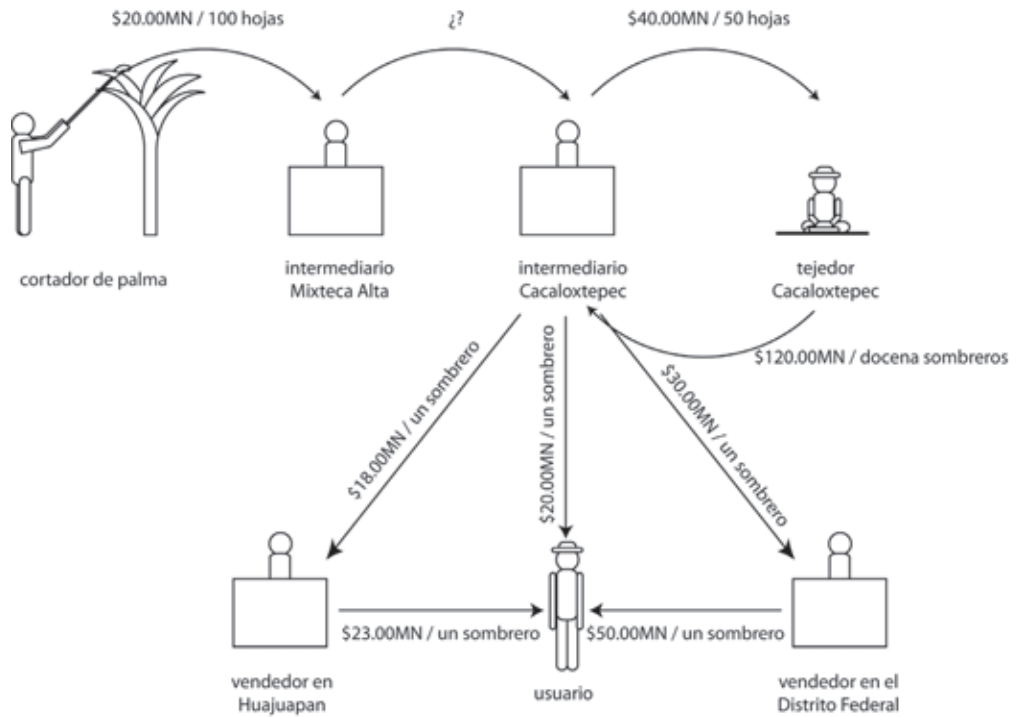 $20.00MN / 100 hojas
¿?
$40.00MN / 50 hojas
cortador de palma
intermediario
Mixteca Alta
intermediario
Cacaloxtepec
tejedor
Cacaloxtepec
$120.00MN / docena sombreros
$18.00MN / un sombrero
$20.00MN / un sombrero
$30.00MN / un sombrero
$23.00MN / un sombrero
$50.00MN / un sombrero
vendedor en
Huajuapan
usuario
vendedor en el
Distrito Federal